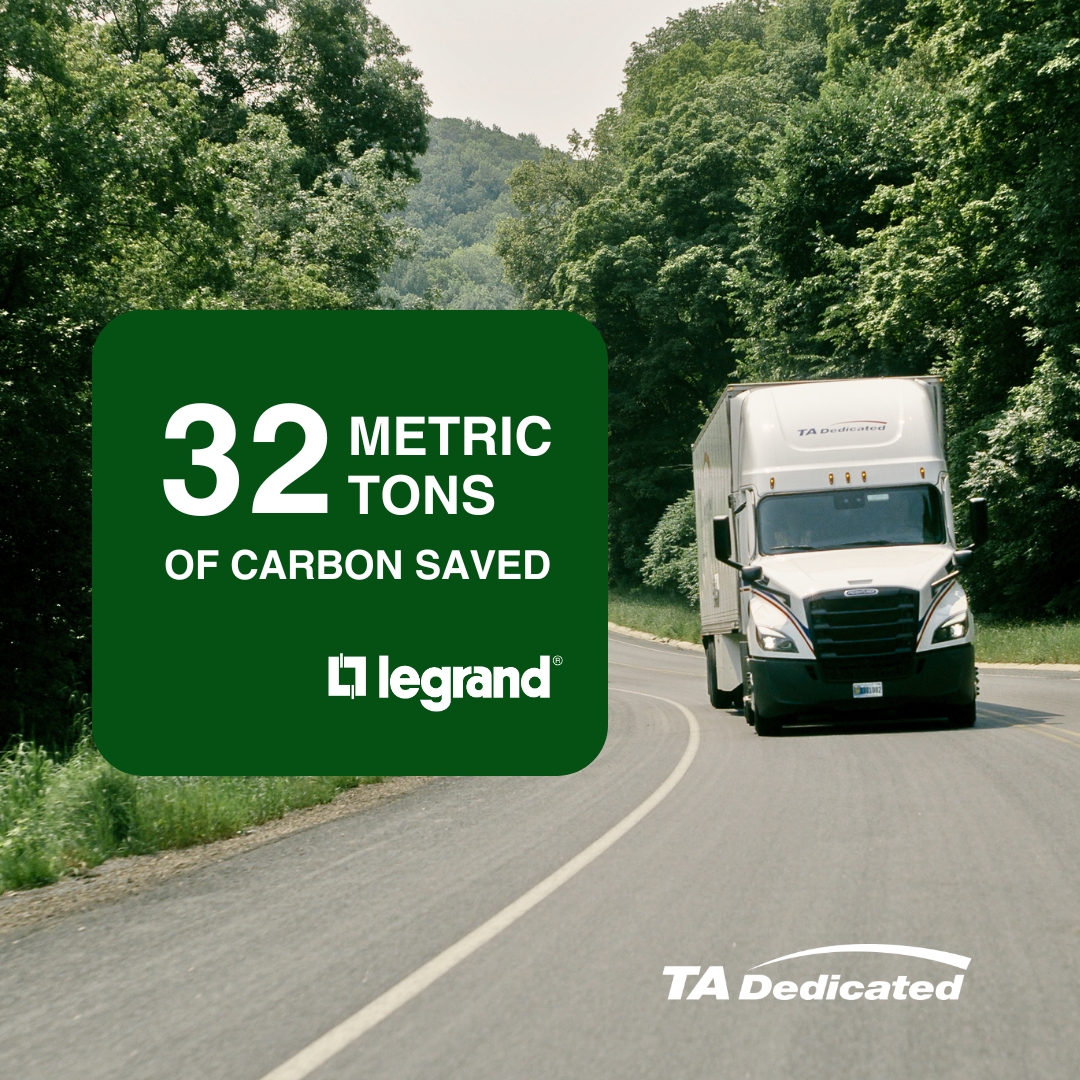 32 METRIC
TONS
OF CARBON SAVED
legrand®
TA Dedicated
TA Dedicated